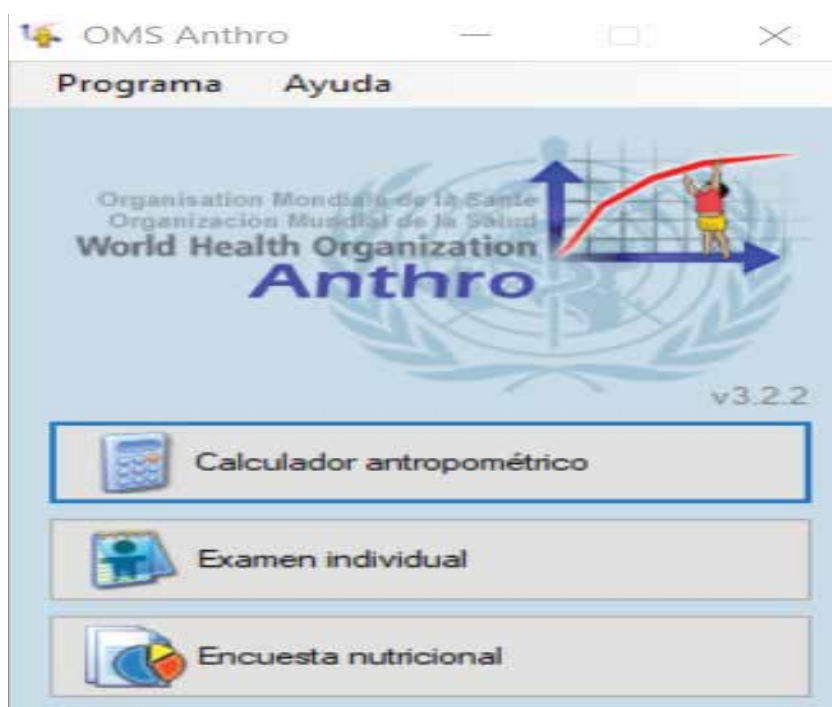 OMS Anthro
Programa Ayuda
Organisation Mondiale de la Santé
Organizacion Mundial de la Salud
World Health Organization
Anthro
v3.2.2
Calculador antropométrico
Examen individual
Encuesta nutricional